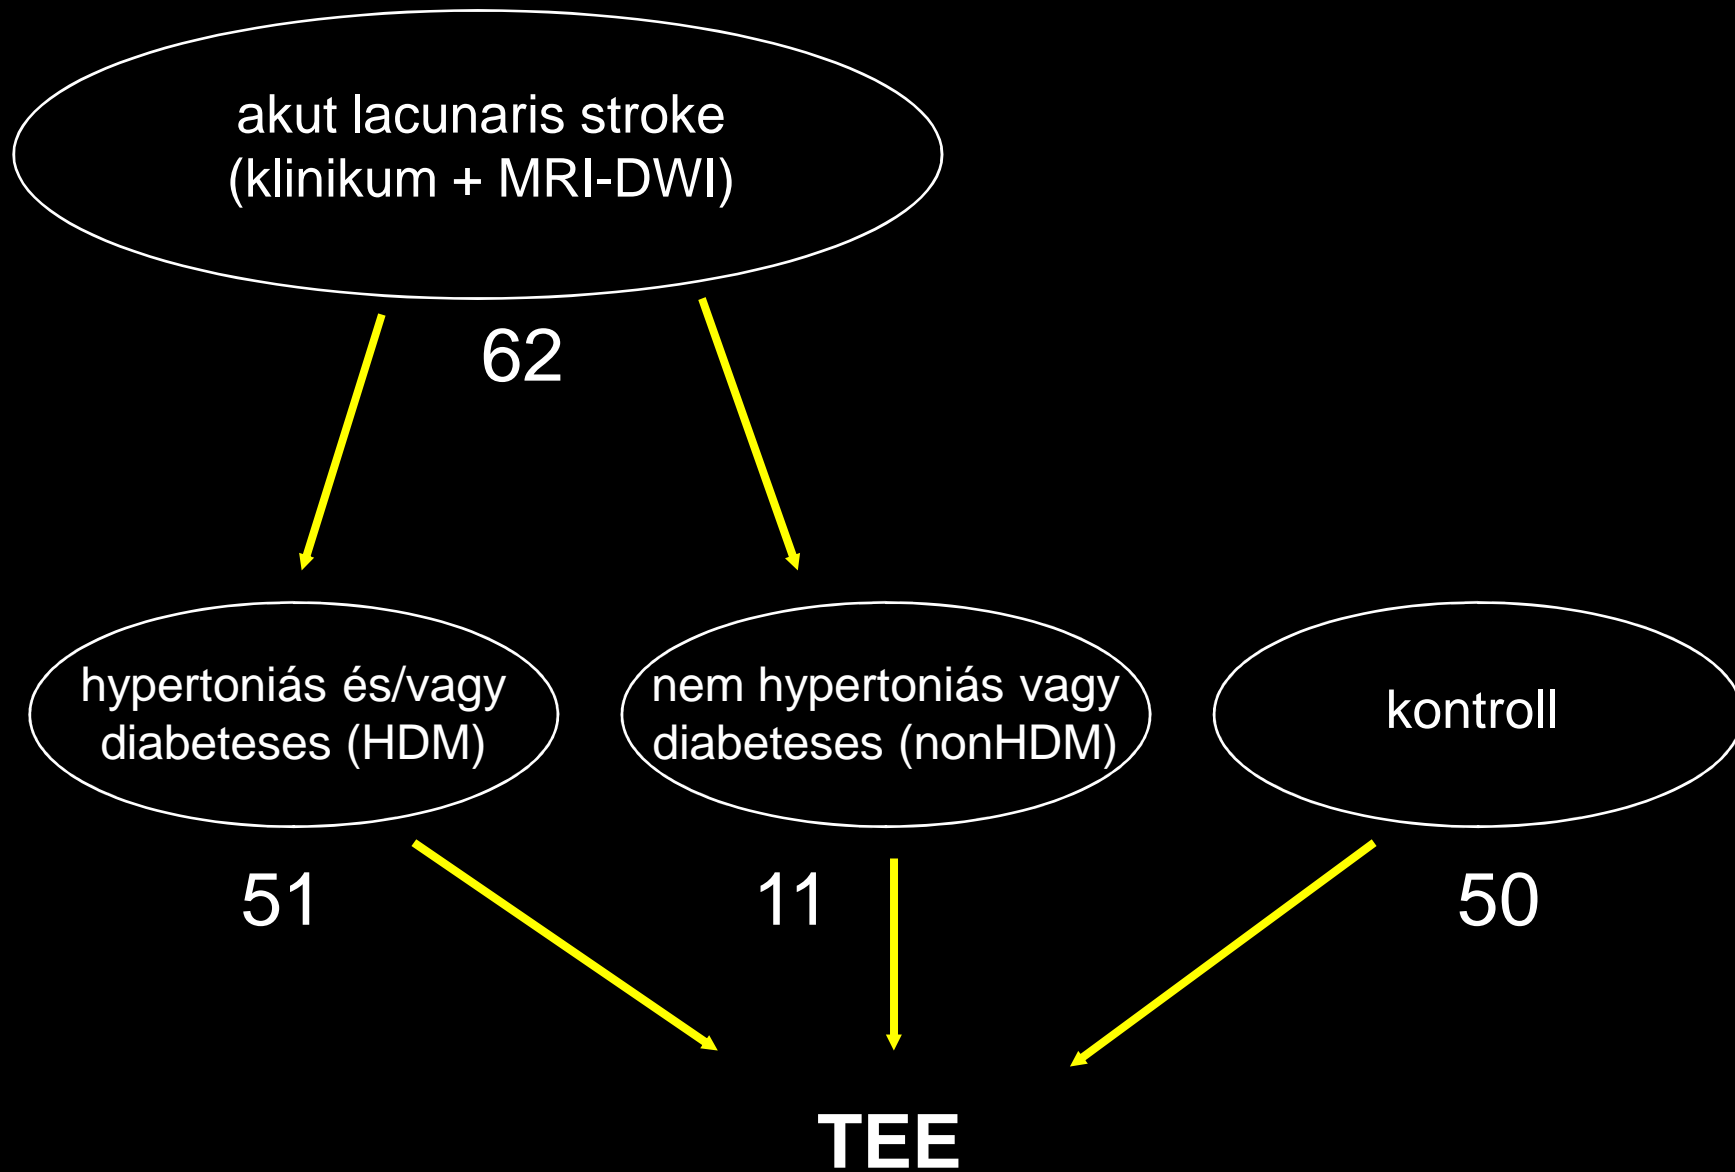 akut lacunaris stroke
(klinikum + MRI-DWI)
62
hypertoniás és/vagy
diabeteses (HDM)
nem hypertoniás vagy
diabeteses (nonHDM)
kontroll
51
11
50
TEE